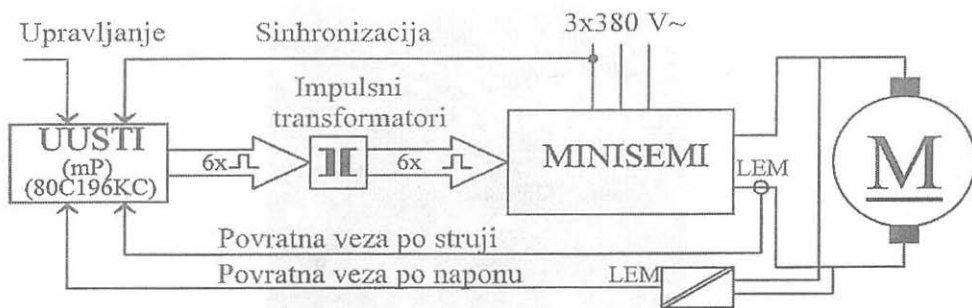 Upravljanje
Sinhronizacija
3x380 V~
Impulsni
transformatori
UUSTI
(mP)
(80C196KC)
6x
6x
MINISEMI
LEM
M
Povratna veza po struji
Povratna veza po naponu
LEM